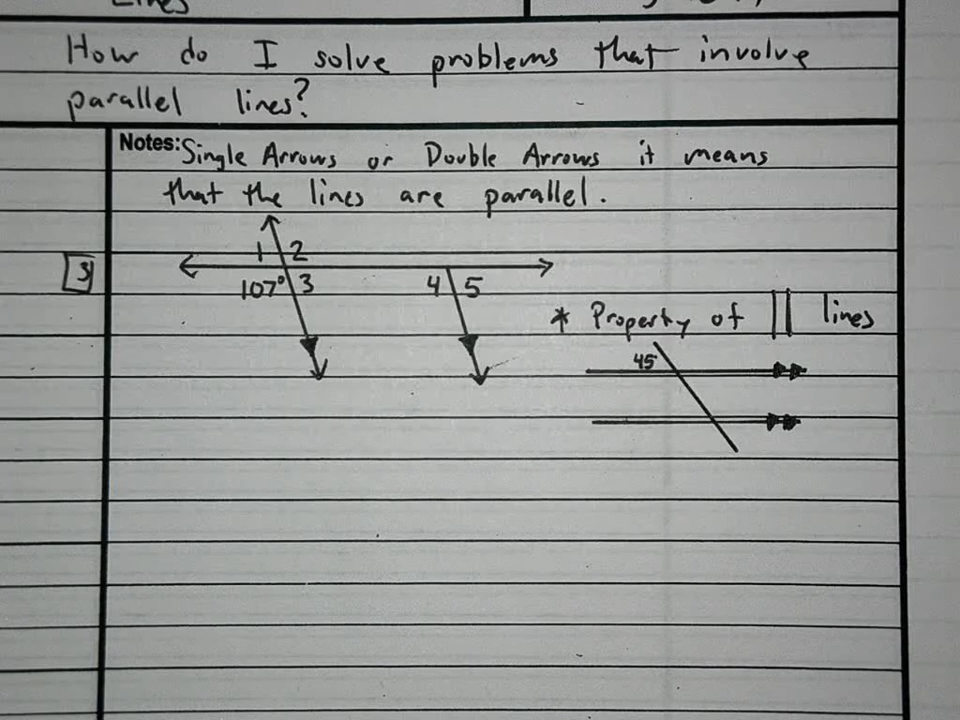 Lines
How do I solve problems that involve
parallel lines?
Notes: Single Arrows or Double Arrows it means
that the lines are parallel.
1 2
107° 3 4 5
* Property of || lines
45